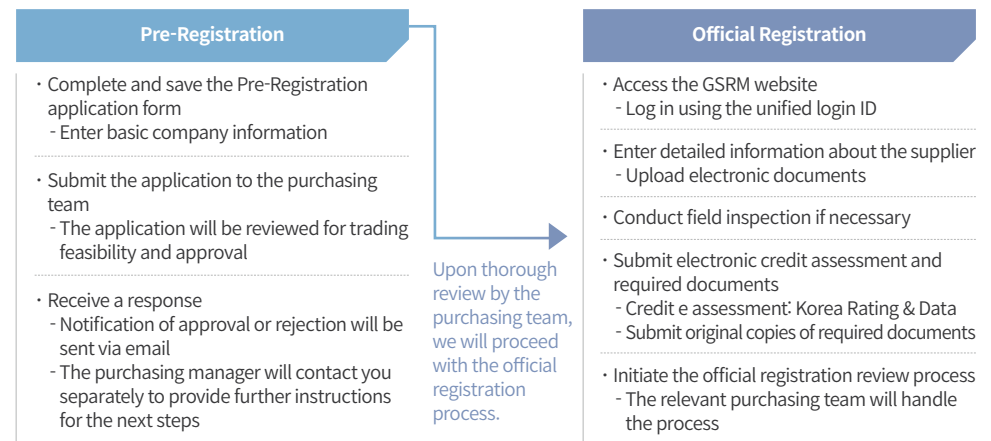 Pre-Registration
· Complete and save the Pre-Registration
application form
- Enter basic company information
· Submit the application to the purchasing
team
- The application will be reviewed for trading
feasibility and approval
· Receive a response
- Notification of approval or rejection will be
sent via email
- The purchasing manager will contact you
separately to provide further instructions
for the next steps
Upon thorough
review by the
purchasing team,
we will proceed
with the official
registration
process.
Official Registration
· Access the GSRM website
- Log in using the unified login ID
· Enter detailed information about the supplier
- Upload electronic documents
· Conduct field inspection if necessary
· Submit electronic credit assessment and
required documents
- Credit e assessment: Korea Rating & Data
- Submit original copies of required documents
· Initiate the official registration review process
- The relevant purchasing team will handle
the process